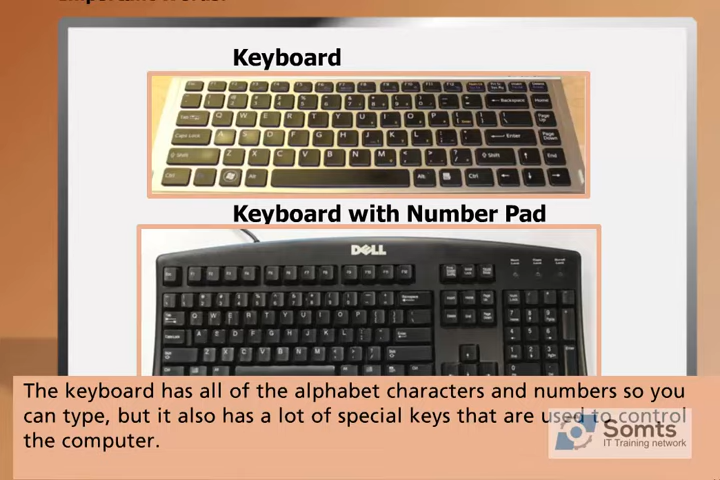 Important Words:
Keyboard
Keyboard with Number Pad
DELL
The keyboard has all of the alphabet characters and numbers so you
can type, but it also has a lot of special keys that are used to control
the computer.
Somts
IT Training network